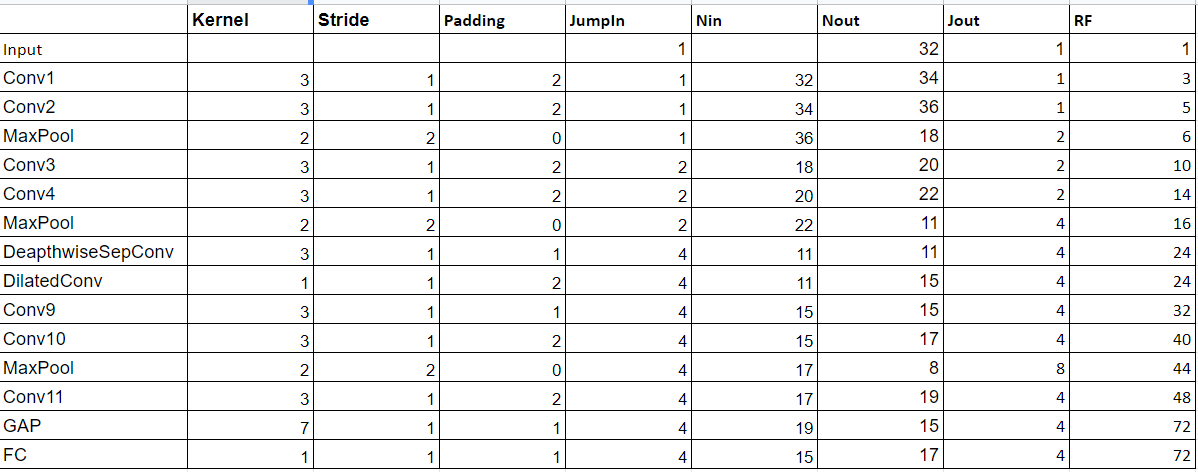 Kernel Stride Padding JumpIn Nin Nout Jout RF
Input 1 32 1 1
Conv1 3 1 2 1 32 34 1 3
Conv2 3 1 2 1 34 36 1 5
MaxPool 2 2 0 1 36 18 2 6
Conv3 3 1 2 2 18 20 2 10
Conv4 3 1 2 2 20 22 2 14
MaxPool 2 2 0 2 22 11 4 16
DeapthwiseSepConv 3 1 1 4 11 11 4 24
DilatedConv 1 1 2 4 11 15 4 24
Conv9 3 1 1 4 15 15 4 32
Conv10 3 1 2 4 15 17 4 40
MaxPool 2 2 0 4 17 8 8 44
Conv11 3 1 2 4 17 19 4 48
GAP 7 1 1 4 19 15 4 72
FC 1 1 1 4 15 17 4 72